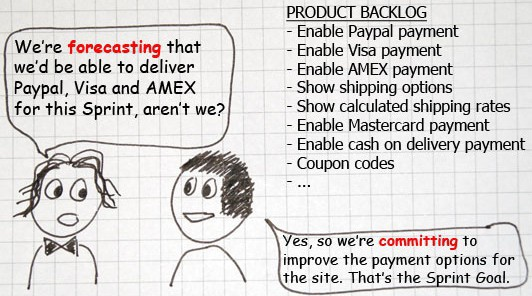 We're forecasting that
we'd be able to deliver
Paypal, Visa and AMEX
for this Sprint, aren't we?
PRODUCT BACKLOG
- Enable Paypal payment
- Enable Visa payment
- Enable AMEX payment
- Show shipping options
- Show calculated shipping rates
- Enable Mastercard payment
- Enable cash on delivery payment
- Coupon codes
- ...
Yes, so we're committing to
improve the payment options for
the site. That's the Sprint Goal.